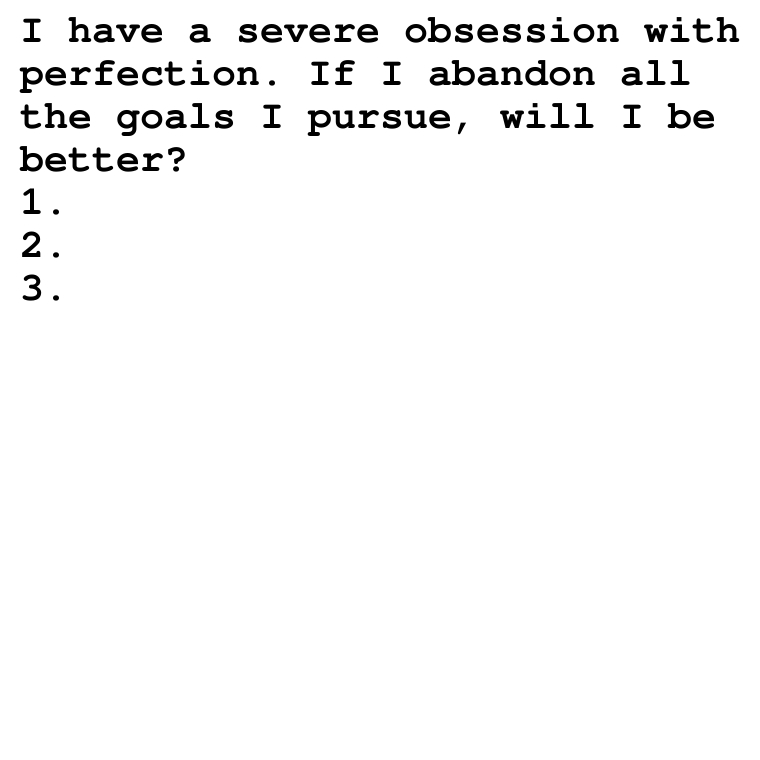 I have a severe obsession with
perfection. If I abandon all
the goals I pursue, will I be
better?
1.
2.
3.